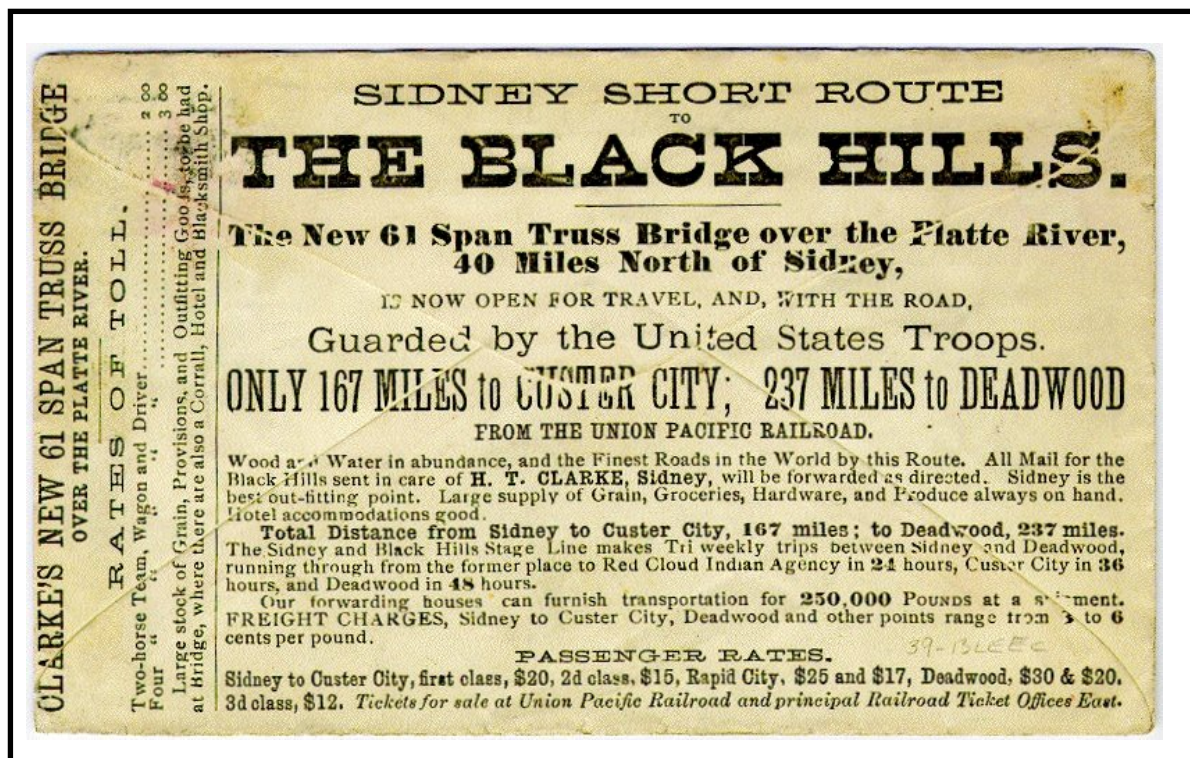 SIDNEY SHORT ROUTE
TO
THE BLACK HILLS.
The New 61 Span Truss Bridge over the Platte River,
40 Miles North of Sidney,
IS NOW OPEN FOR TRAVEL, AND, WITH THE ROAD,
Guarded by the United States Troops.
ONLY 167 MILES to CUSTER CITY; 237 MILES to DEADWOOD
FROM THE UNION PACIFIC RAILROAD.
Wood and Water in abundance, and the Finest Roads in the World by this Route. All Mail for the
Black Hills sent in care of H. T. CLARKE, Sidney, will be forwarded as directed. Sidney is the
best out-fitting point. Large supply of Grain, Groceries, Hardware, and Produce always on hand.
Hotel accommodations good.
Total Distance from Sidney to Custer City, 167 miles; to Deadwood, 237 miles.
The Sidney and Black Hills Stage Line makes Tri weekly trips between Sidney and Deadwood,
running through from the former place to Red Cloud Indian Agency in 24 hours, Custer City in 36
hours, and Deadwood in 48 hours.
Our forwarding houses can furnish transportation for 250,000 POUNDS at a shipment.
FREIGHT CHARGES, Sidney to Custer City, Deadwood and other points range from to 6
cents per pound.
PASSENGER RATES.
Sidney to Custer City, first class, $20, 2d class, $15, Rapid City, $25 and $17, Deadwood, $30 & $20.
3d class, $12. Tickets for sale at Union Pacific Railroad and principal Railroad Ticket Offices East.
CLARKE'S NEW 61 SPAN TRUSS BRIDGE
OVER THE PLATTE RIVER.
RATES OF TOLL.
Two-horse Team, Wagon and Driver.......... 2 00
Four " " " .......... 3 00
Large stock of Grain, Provisions, and Outfitting Goods, to be had
at Bridge, where there are also a Corrall, Hotel and Blacksmith Shop.